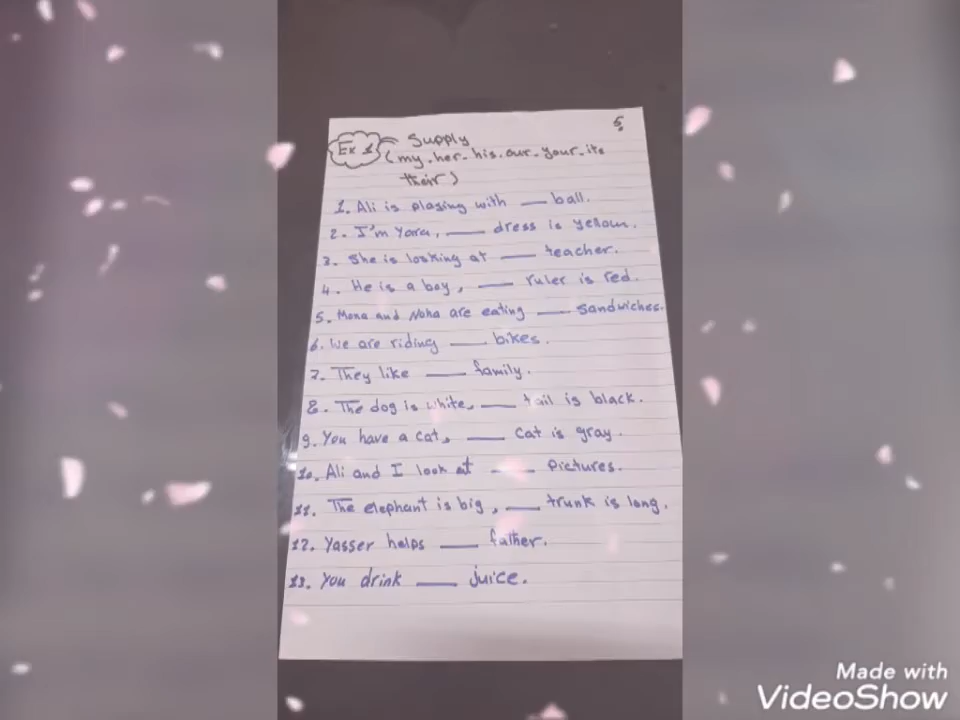 5
Ex 1 Supply
(my-her-his-our-your-its
their)
1. Ali is plasing with ___ ball.
2. I'm Yara, ___ dress is yellow.
3. She is looking at ___ teacher.
4. He is a boy, ___ ruler is red.
5. Mona and Noha are eating ___ sandwiches.
6. We are riding ___ bikes.
7. They like ___ family.
8. The dog is white, ___ tail is black.
9. You have a cat, ___ cat is gray.
10. Ali and I look at ___ pictures.
11. The elephant is big, ___ trunk is long.
12. Yasser helps ___ father.
13. You drink ___ juice.
Made with
VideoShow